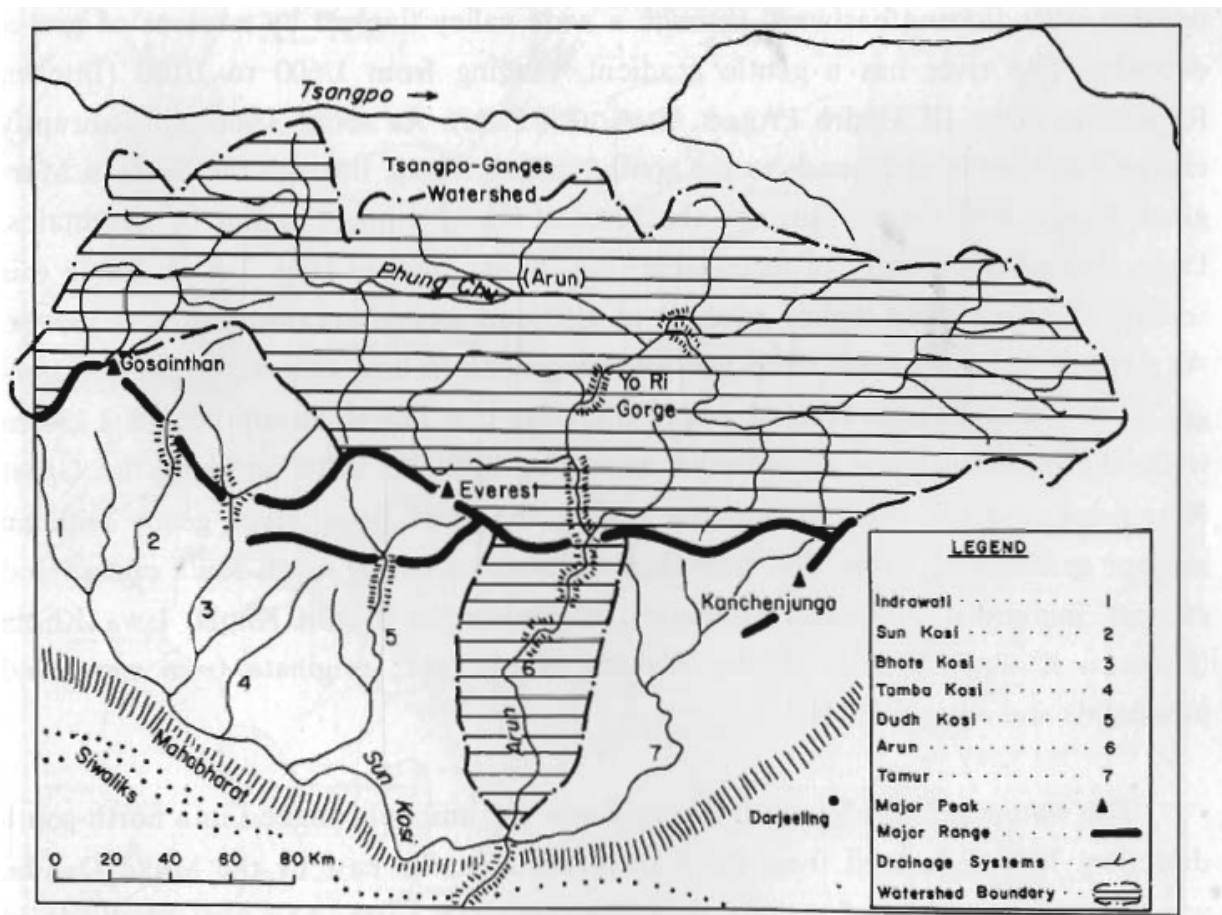 Tsangpo
Tsangpo-Ganges
Watershed
Phung Chu (Arun)
Gosainthan
Yo Ri
Gorge
Everest
Kanchenjunga
2
3
4
5
6
7
Arun
Sun Kosi
Mahabharat
Siwaliks
Darjeeling
0 20 40 60 80 Km.
LEGEND
Indrawati 1
Sun Kosi 2
Bhote Kosi 3
Tamba Kosi 4
Dudh Kosi 5
Arun 6
Tamur 7
Major Peak
Major Range
Drainage Systems
Watershed Boundary